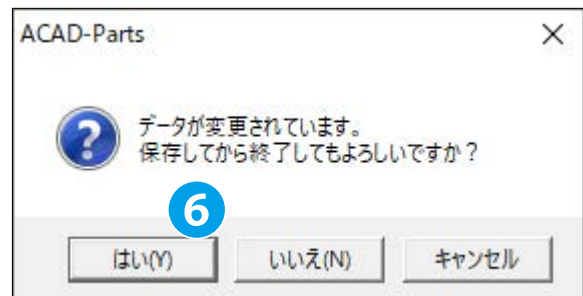 ACAD-Parts
データが変更されています。
保存してから終了してもよろしいですか？
6
はい(Y)
いいえ(N)
キャンセル